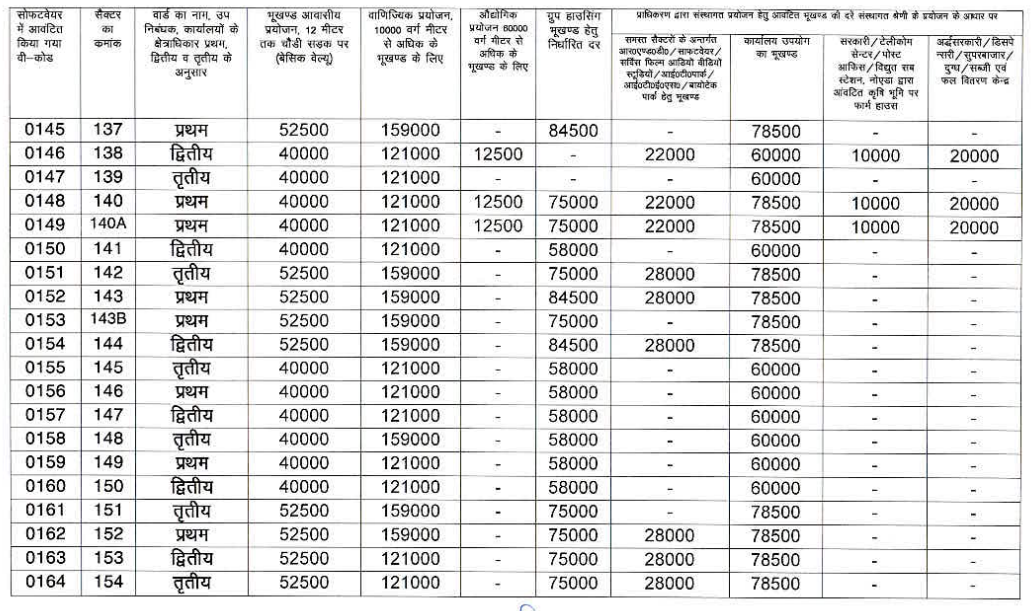 सोफटवेयर में आवंटित किया गया वी–कोड | सैक्टर का कमांक | वार्ड का नाग, उप निबंधक, कार्यालयों के क्षेत्राधिकार प्रथम, द्वितीय व तृतीय के अनुसार | भूखण्ड आवासीय प्रयोजन, 12 मीटर तक चौडी सड़क पर (बेसिक वेल्यू) | वाणिज्यिक प्रयोजन, 10000 वर्ग मीटर से अधिक के भूखण्ड के लिए | औद्योगिक प्रयोजन 60000 वर्ग मीटर से अधिक के भूखण्ड के लिए | ग्रुप हाउसिंग भूखण्ड हेतु निर्धारित दर | प्राधिकरण द्वारा संस्थागत प्रयोजन हेतु आवंटित भूखण्ड की दरे संस्थागत श्रेणी के प्रयोजन के आधार पर
समस्त सैक्टरो के अन्तर्गत आर०एण्ड०डी० / साफटवेयर / सर्विस फिल्म आडियो वीडियो स्टूडियों / आई०टी०पार्क / आई०टी०ई०एस० / बायोटेक पार्क हेतु भूखण्ड | कार्यालय उपयोग का भूखण्ड | सरकारी / टेलीकोम सेन्टर / पोस्ट आफिस / विद्युत सब स्टेशन, नोएडा द्वारा आंवटित कृषि भूमि पर फार्म हाउस | अर्द्धसरकारी / डिसपेन्सरी / सुपरबाजार / दुग्ध / सब्जी एवं फल वितरण केन्द्र
0145 137 प्रथम 52500 159000 - 84500 - 78500 - -
0146 138 द्वितीय 40000 121000 12500 - 22000 60000 10000 20000
0147 139 तृतीय 40000 121000 - - - 60000 - -
0148 140 प्रथम 40000 121000 12500 75000 22000 78500 10000 20000
0149 140A प्रथम 40000 121000 12500 75000 22000 78500 10000 20000
0150 141 द्वितीय 40000 121000 - 58000 - 60000 - -
0151 142 तृतीय 52500 159000 - 75000 28000 78500 - -
0152 143 प्रथम 52500 159000 - 84500 28000 78500 - -
0153 143B प्रथम 52500 159000 - 75000 - 78500 - -
0154 144 द्वितीय 52500 159000 - 84500 28000 78500 - -
0155 145 तृतीय 40000 121000 - 58000 - 60000 - -
0156 146 प्रथम 40000 121000 - 58000 - 60000 - -
0157 147 द्वितीय 40000 121000 - 58000 - 60000 - -
0158 148 तृतीय 40000 159000 - 58000 - 60000 - -
0159 149 प्रथम 40000 121000 - 58000 - 60000 - -
0160 150 द्वितीय 40000 121000 - 58000 - 60000 - -
0161 151 तृतीय 52500 159000 - 75000 - 78500 - -
0162 152 प्रथम 52500 159000 - 75000 28000 78500 - -
0163 153 द्वितीय 52500 121000 - 75000 28000 78500 - -
0164 154 तृतीय 52500 121000 - 75000 28000 78500 - -